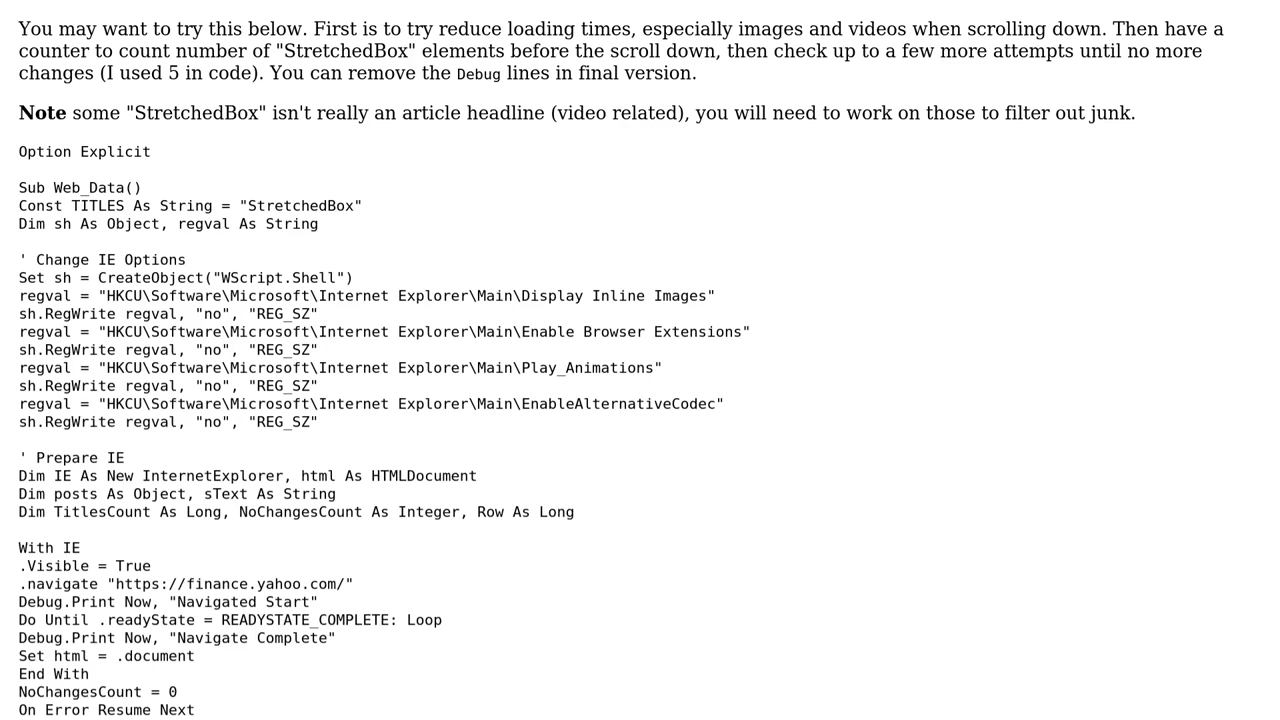 You may want to try this below. First is to try reduce loading times, especially images and videos when scrolling down. Then have a
counter to count number of "StretchedBox" elements before the scroll down, then check up to a few more attempts until no more
changes (I used 5 in code). You can remove the Debug lines in final version.
Note some "StretchedBox" isn't really an article headline (video related), you will need to work on those to filter out junk.
Option Explicit
Sub Web_Data()
Const TITLES As String = "StretchedBox"
Dim sh As Object, regval As String
' Change IE Options
Set sh = CreateObject("WScript.Shell")
regval = "HKCU\Software\Microsoft\Internet Explorer\Main\Display Inline Images"
sh.RegWrite regval, "no", "REG_SZ"
regval = "HKCU\Software\Microsoft\Internet Explorer\Main\Enable Browser Extensions"
sh.RegWrite regval, "no", "REG_SZ"
regval = "HKCU\Software\Microsoft\Internet Explorer\Main\Play_Animations"
sh.RegWrite regval, "no", "REG_SZ"
regval = "HKCU\Software\Microsoft\Internet Explorer\Main\EnableAlternativeCodec"
sh.RegWrite regval, "no", "REG_SZ"
' Prepare IE
Dim IE As New InternetExplorer, html As HTMLDocument
Dim posts As Object, sText As String
Dim TitlesCount As Long, NoChangesCount As Integer, Row As Long
With IE
.Visible = True
.navigate "https://finance.yahoo.com/"
Debug.Print Now, "Navigated Start"
Do Until .readyState = READYSTATE_COMPLETE: Loop
Debug.Print Now, "Navigate Complete"
Set html = .document
End With
NoChangesCount = 0
On Error Resume Next